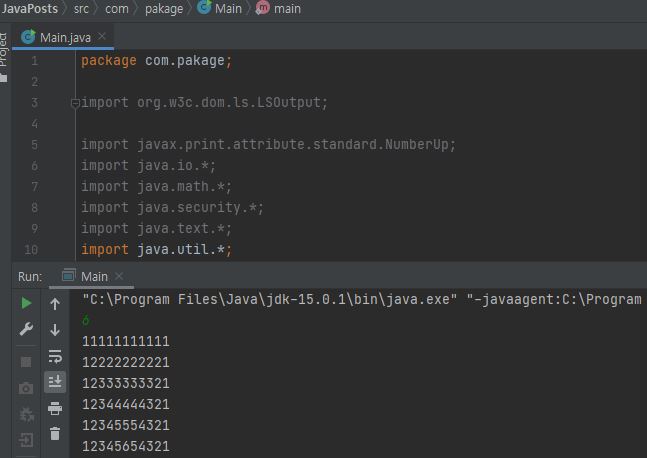 JavaPosts › src › com › pakage › Main › main
Project
Main.java ×
1 package com.pakage;
2
3 import org.w3c.dom.ls.LSOutput;
4
5 import javax.print.attribute.standard.NumberUp;
6 import java.io.*;
7 import java.math.*;
8 import java.security.*;
9 import java.text.*;
10 import java.util.*;
Run: Main ×
"C:\Program Files\Java\jdk-15.0.1\bin\java.exe" "-javaagent:C:\Program
6
11111111111
12222222221
12333333321
12344444321
12345554321
12345654321